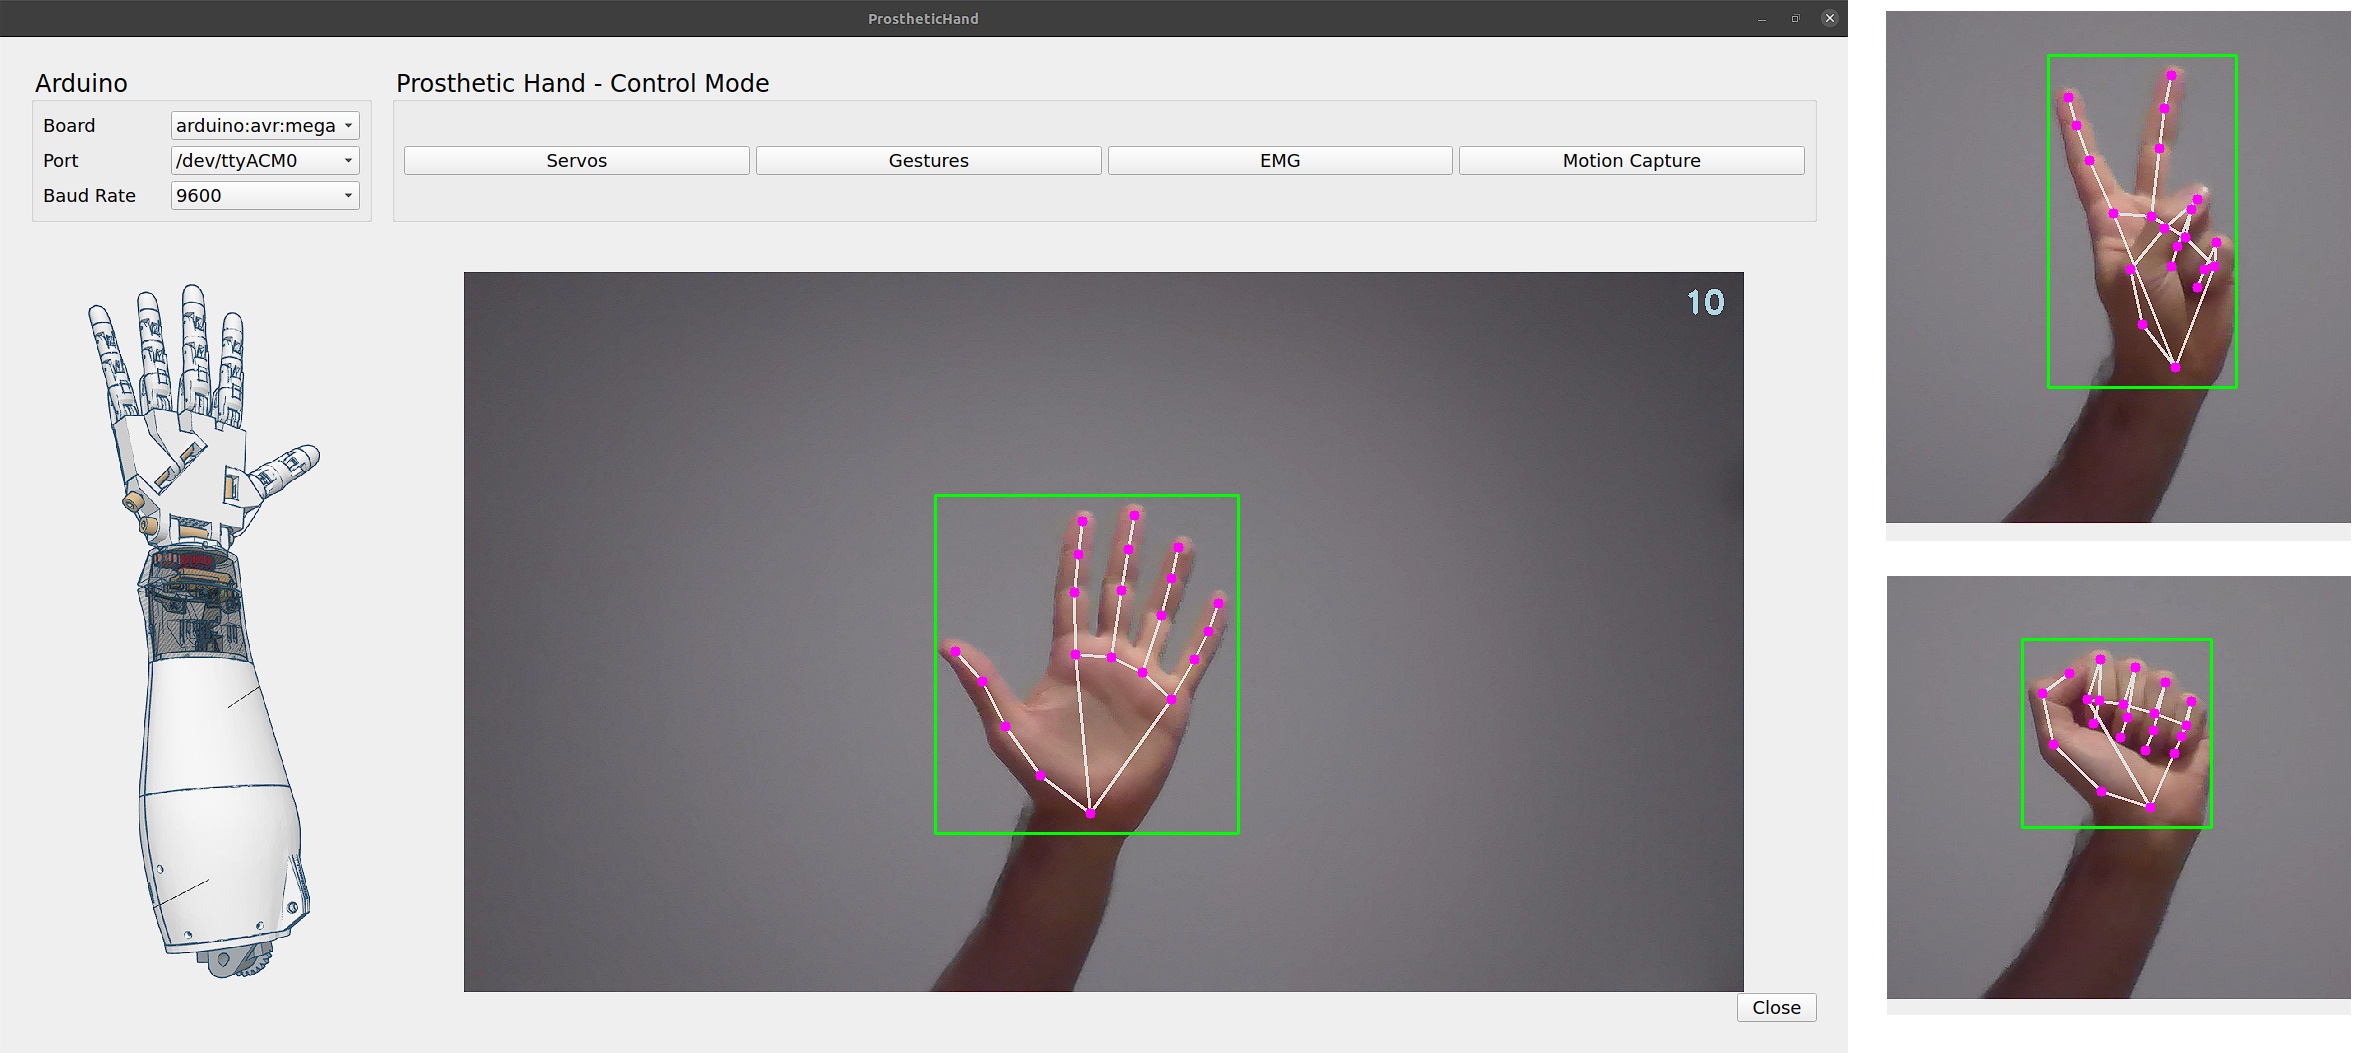 ProstheticHand
Arduino
Board arduino:avr:mega
Port /dev/ttyACM0
Baud Rate 9600
Prosthetic Hand - Control Mode
Servos Gestures EMG Motion Capture
10
Close